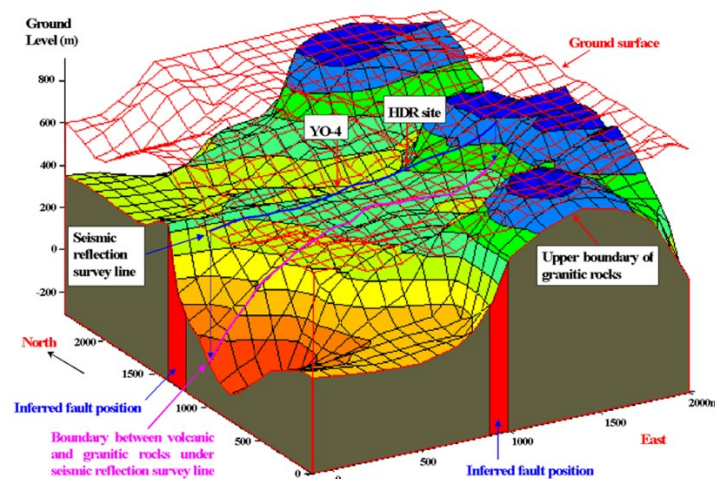 Ground
Level (m)
800
600
400
200
0
-200
Ground surface
HDR site
YO-4
Seismic
reflection
survey line
Upper boundary of
granitic rocks
North
2000
1500
1000
500
0
Inferred fault position
Boundary between volcanic
and granitic rocks under
seismic reflection survey line
0
500
1000
1500
2000m
East
Inferred fault position